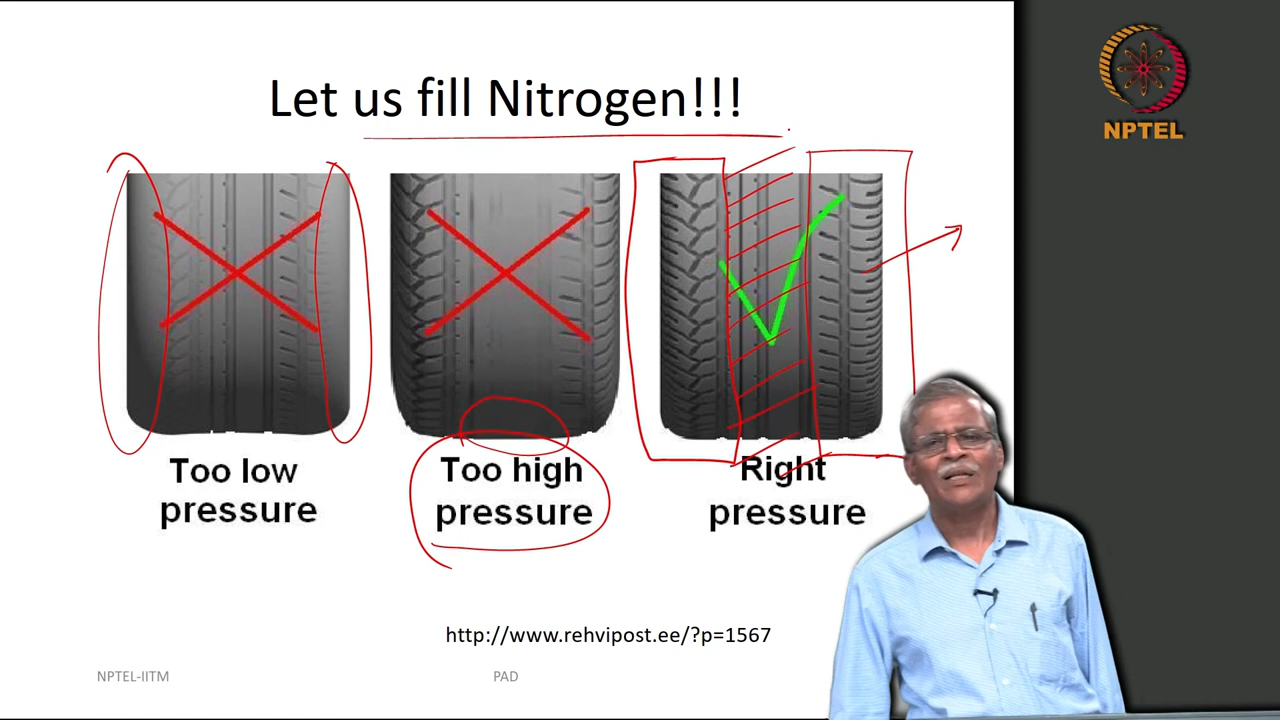 Let us fill Nitrogen!!!
NPTEL
Too low
pressure
Too high
pressure
Right
pressure
http://www.rehvipost.ee/?p=1567
NPTEL-IITM
PAD